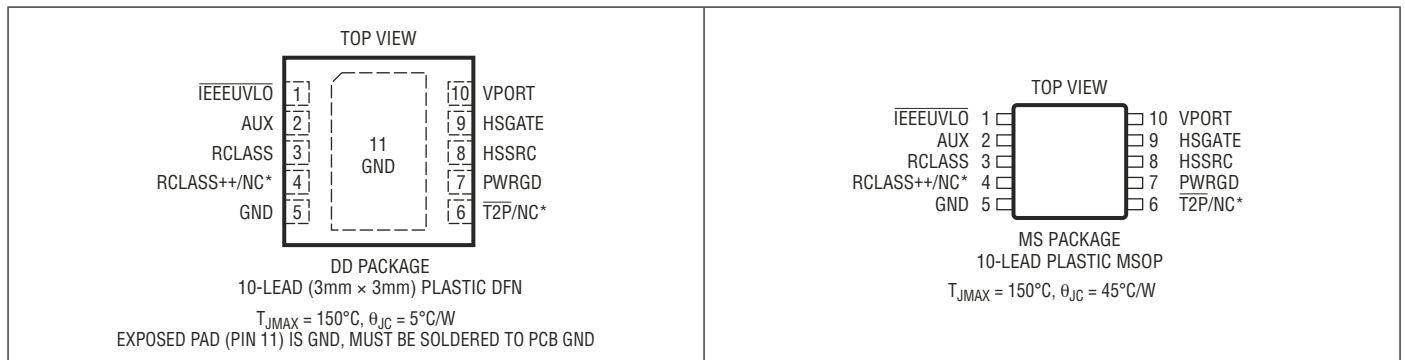 TOP VIEW
IEEEUVLO 1
AUX 2
RCLASS 3
RCLASS++/NC* 4
GND 5
11
GND
10 VPORT
9 HSGATE
8 HSSRC
7 PWRGD
6 T2P/NC*
DD PACKAGE
10-LEAD (3mm × 3mm) PLASTIC DFN
TJMAX = 150°C, θJC = 5°C/W
EXPOSED PAD (PIN 11) IS GND, MUST BE SOLDERED TO PCB GND
TOP VIEW
IEEEUVLO 1
AUX 2
RCLASS 3
RCLASS++/NC* 4
GND 5
10 VPORT
9 HSGATE
8 HSSRC
7 PWRGD
6 T2P/NC*
MS PACKAGE
10-LEAD PLASTIC MSOP
TJMAX = 150°C, θJC = 45°C/W